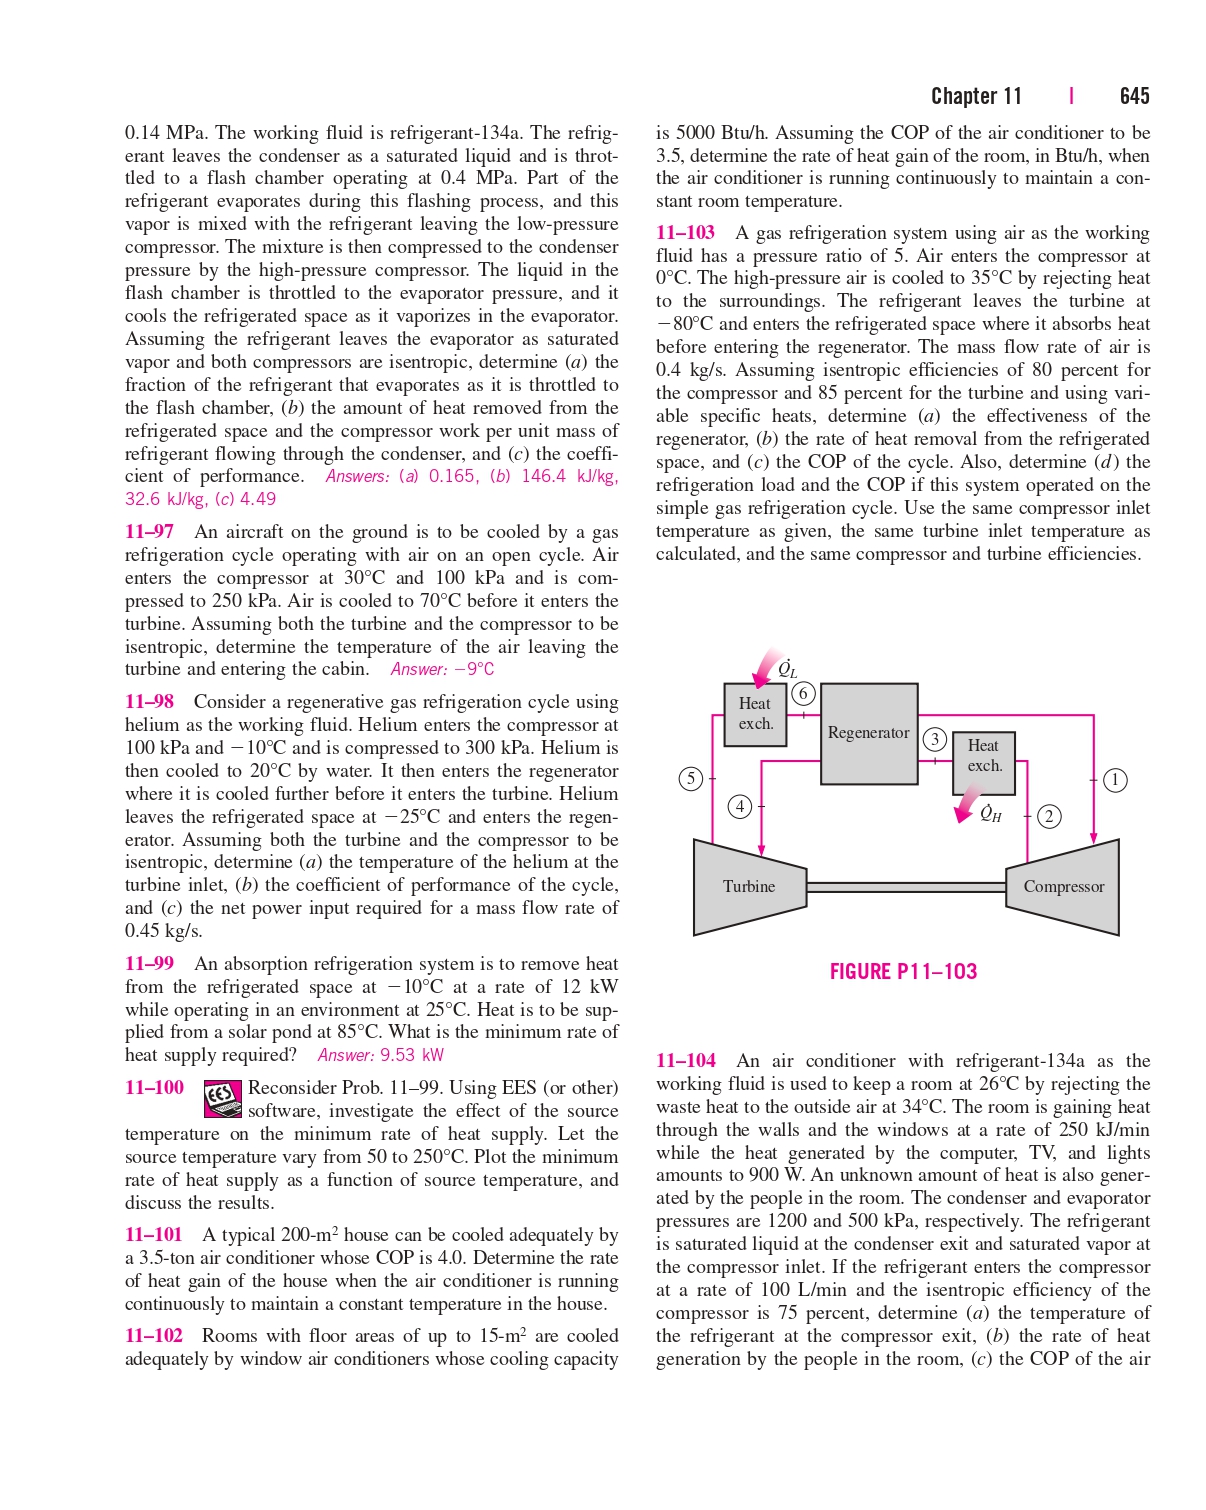 Chapter 11 | 645
0.14 MPa. The working fluid is refrigerant-134a. The refrig-
erant leaves the condenser as a saturated liquid and is throt-
tled to a flash chamber operating at 0.4 MPa. Part of the
refrigerant evaporates during this flashing process, and this
vapor is mixed with the refrigerant leaving the low-pressure
compressor. The mixture is then compressed to the condenser
pressure by the high-pressure compressor. The liquid in the
flash chamber is throttled to the evaporator pressure, and it
cools the refrigerated space as it vaporizes in the evaporator.
Assuming the refrigerant leaves the evaporator as saturated
vapor and both compressors are isentropic, determine (a) the
fraction of the refrigerant that evaporates as it is throttled to
the flash chamber, (b) the amount of heat removed from the
refrigerated space and the compressor work per unit mass of
refrigerant flowing through the condenser, and (c) the coeffi-
cient of performance. Answers: (a) 0.165, (b) 146.4 kJ/kg,
32.6 kJ/kg, (c) 4.49
11–97 An aircraft on the ground is to be cooled by a gas
refrigeration cycle operating with air on an open cycle. Air
enters the compressor at 30°C and 100 kPa and is com-
pressed to 250 kPa. Air is cooled to 70°C before it enters the
turbine. Assuming both the turbine and the compressor to be
isentropic, determine the temperature of the air leaving the
turbine and entering the cabin. Answer: −9°C
11–98 Consider a regenerative gas refrigeration cycle using
helium as the working fluid. Helium enters the compressor at
100 kPa and −10°C and is compressed to 300 kPa. Helium is
then cooled to 20°C by water. It then enters the regenerator
where it is cooled further before it enters the turbine. Helium
leaves the refrigerated space at −25°C and enters the regen-
erator. Assuming both the turbine and the compressor to be
isentropic, determine (a) the temperature of the helium at the
turbine inlet, (b) the coefficient of performance of the cycle,
and (c) the net power input required for a mass flow rate of
0.45 kg/s.
11–99 An absorption refrigeration system is to remove heat
from the refrigerated space at −10°C at a rate of 12 kW
while operating in an environment at 25°C. Heat is to be sup-
plied from a solar pond at 85°C. What is the minimum rate of
heat supply required? Answer: 9.53 kW
11–100 EES Reconsider Prob. 11–99. Using EES (or other)
software, investigate the effect of the source
temperature on the minimum rate of heat supply. Let the
source temperature vary from 50 to 250°C. Plot the minimum
rate of heat supply as a function of source temperature, and
discuss the results.
11–101 A typical 200-m² house can be cooled adequately by
a 3.5-ton air conditioner whose COP is 4.0. Determine the rate
of heat gain of the house when the air conditioner is running
continuously to maintain a constant temperature in the house.
11–102 Rooms with floor areas of up to 15-m² are cooled
adequately by window air conditioners whose cooling capacity
is 5000 Btu/h. Assuming the COP of the air conditioner to be
3.5, determine the rate of heat gain of the room, in Btu/h, when
the air conditioner is running continuously to maintain a con-
stant room temperature.
11–103 A gas refrigeration system using air as the working
fluid has a pressure ratio of 5. Air enters the compressor at
0°C. The high-pressure air is cooled to 35°C by rejecting heat
to the surroundings. The refrigerant leaves the turbine at
−80°C and enters the refrigerated space where it absorbs heat
before entering the regenerator. The mass flow rate of air is
0.4 kg/s. Assuming isentropic efficiencies of 80 percent for
the compressor and 85 percent for the turbine and using vari-
able specific heats, determine (a) the effectiveness of the
regenerator, (b) the rate of heat removal from the refrigerated
space, and (c) the COP of the cycle. Also, determine (d) the
refrigeration load and the COP if this system operated on the
simple gas refrigeration cycle. Use the same compressor inlet
temperature as given, the same turbine inlet temperature as
calculated, and the same compressor and turbine efficiencies.
Q̇L
Heat
exch.
6
Regenerator
3
Heat
exch.
5
4
1
Q̇H
2
Turbine
Compressor
FIGURE P11–103
11–104 An air conditioner with refrigerant-134a as the
working fluid is used to keep a room at 26°C by rejecting the
waste heat to the outside air at 34°C. The room is gaining heat
through the walls and the windows at a rate of 250 kJ/min
while the heat generated by the computer, TV, and lights
amounts to 900 W. An unknown amount of heat is also gener-
ated by the people in the room. The condenser and evaporator
pressures are 1200 and 500 kPa, respectively. The refrigerant
is saturated liquid at the condenser exit and saturated vapor at
the compressor inlet. If the refrigerant enters the compressor
at a rate of 100 L/min and the isentropic efficiency of the
compressor is 75 percent, determine (a) the temperature of
the refrigerant at the compressor exit, (b) the rate of heat
generation by the people in the room, (c) the COP of the air